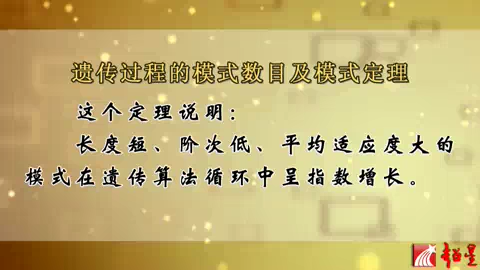 遗传过程的模式数目及模式定理
这个定理说明：
长度短、阶次低、平均适应度大的
模式在遗传算法循环中呈指数增长。
超星